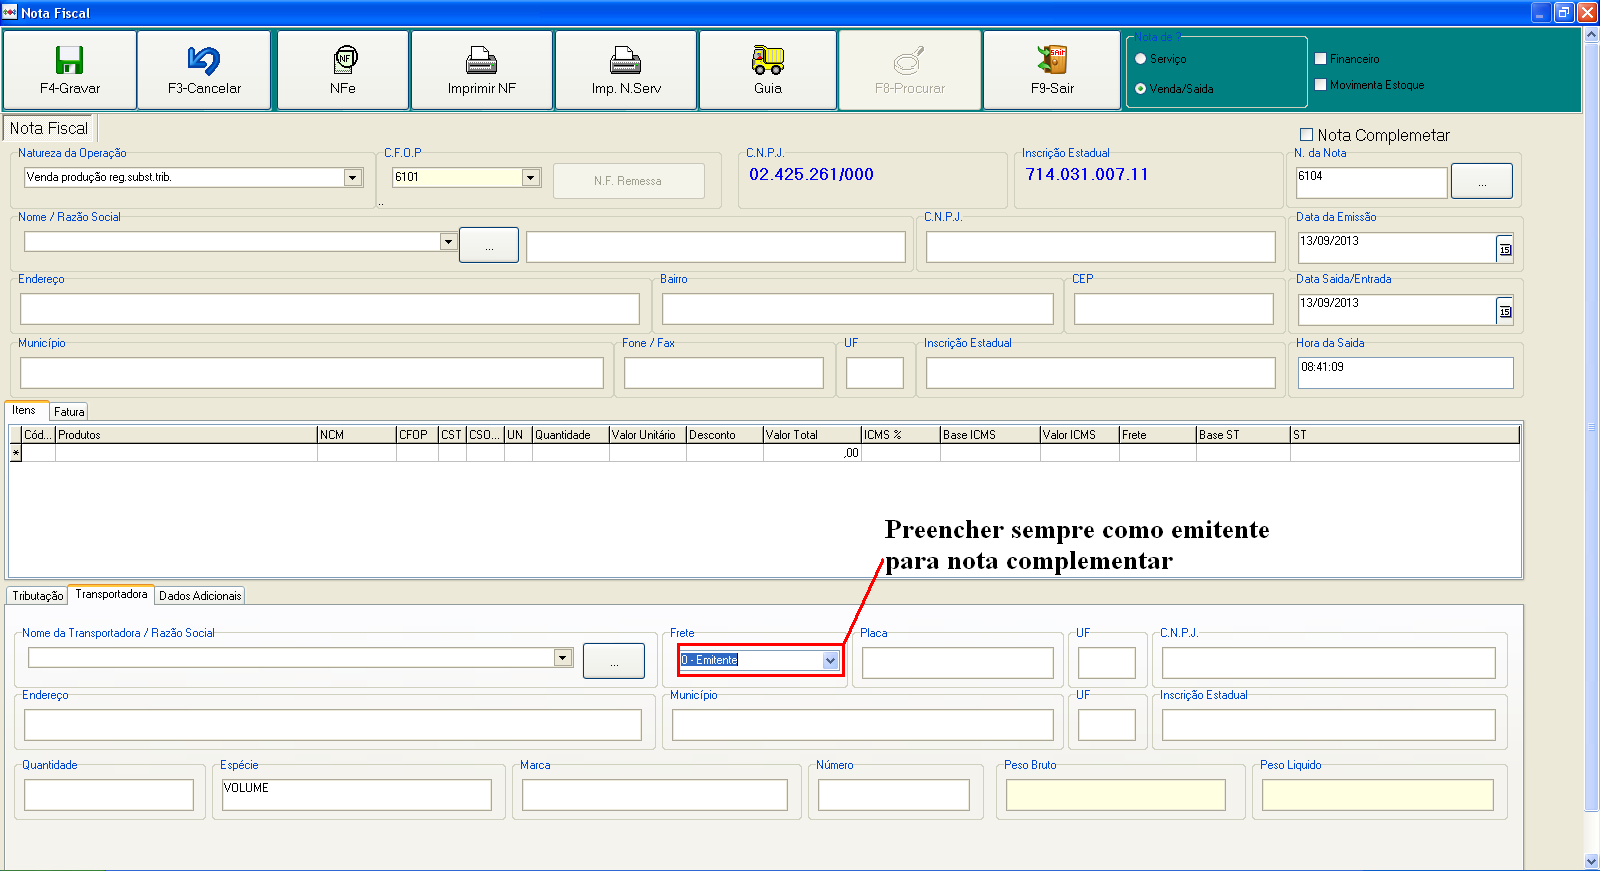 Nota Fiscal
F4-Gravar
F3-Cancelar
NF
NFe
Imprimir NF
Imp. N.Serv
Guia
F8-Procurar
SAIR
F9-Sair
Nota de ?
Serviço
Venda/Saida
Financeiro
Movimenta Estoque
Nota Fiscal
Nota Complemetar
Natureza da Operação
C.F.O.P
C.N.P.J.
Inscrição Estadual
N. da Nota
Venda produção reg.subst.trib.
6101
N.F. Remessa
02.425.261/000
714.031.007.11
6104
...
..
Nome / Razão Social
C.N.P.J.
Data da Emissão
...
13/09/2013
15
Endereço
Bairro
CEP
Data Saida/Entrada
13/09/2013
15
Município
Fone / Fax
UF
Inscrição Estadual
Hora da Saida
08:41:09
Itens
Fatura
Cód... Produtos NCM CFOP CST CSO... UN Quantidade Valor Unitário Desconto Valor Total ICMS % Base ICMS Valor ICMS Frete Base ST ST
* ,00
Preencher sempre como emitente
para nota complementar
Tributação
Transportadora
Dados Adicionais
Nome da Transportadora / Razão Social
Frete
Placa
UF
C.N.P.J.
...
0 - Emitente
Endereço
Município
UF
Inscrição Estadual
Quantidade
Espécie
Marca
Número
Peso Bruto
Peso Liquido
VOLUME